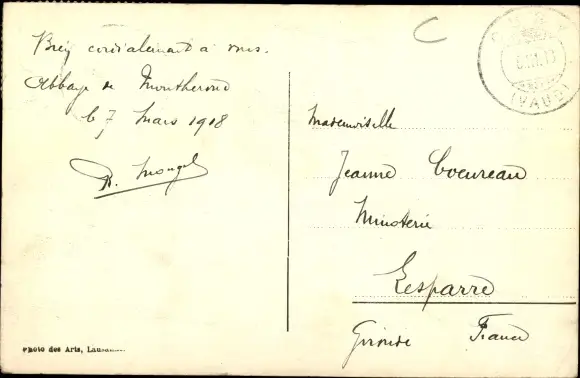 Bien cordialement à vous.
Abbaye de Montheron
le 7 Mars 1918
Mademoiselle
Jeanne Coureau
Minoterie
Lesparre
Gironde France
(VAUD)
Photo des Arts, Lausanne
C